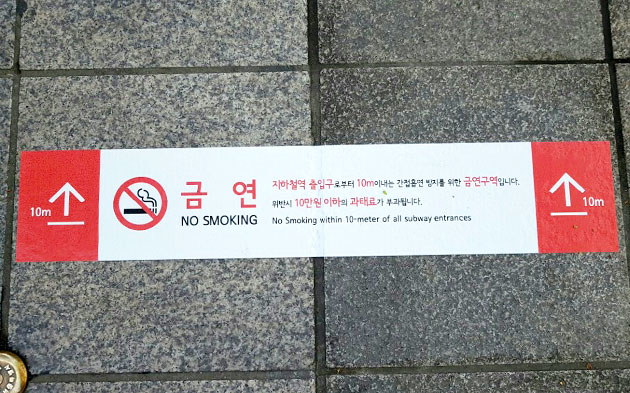 10m
금 연
NO SMOKING
지하철역 출입구로부터 10m이내는 간접흡연 방지를 위한 금연구역입니다.
위반시 10만원 이하의 과태료가 부과됩니다.
No Smoking within 10-meter of all subway entrances
10m